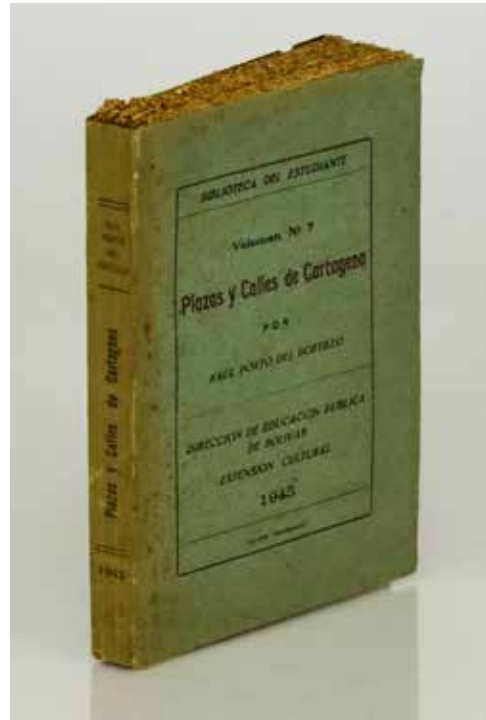 BIBLIOTECA DEL ESTUDIANTE
Volumen Nº 7
Plazas y Calles de Cartagena
POR
RAUL PORTO DEL PORTILLO
DIRECCION DE EDUCACION PUBLICA
DE BOLIVAR
EXTENSION CULTURAL
1945
Plazas y Calles de Cartagena
1945